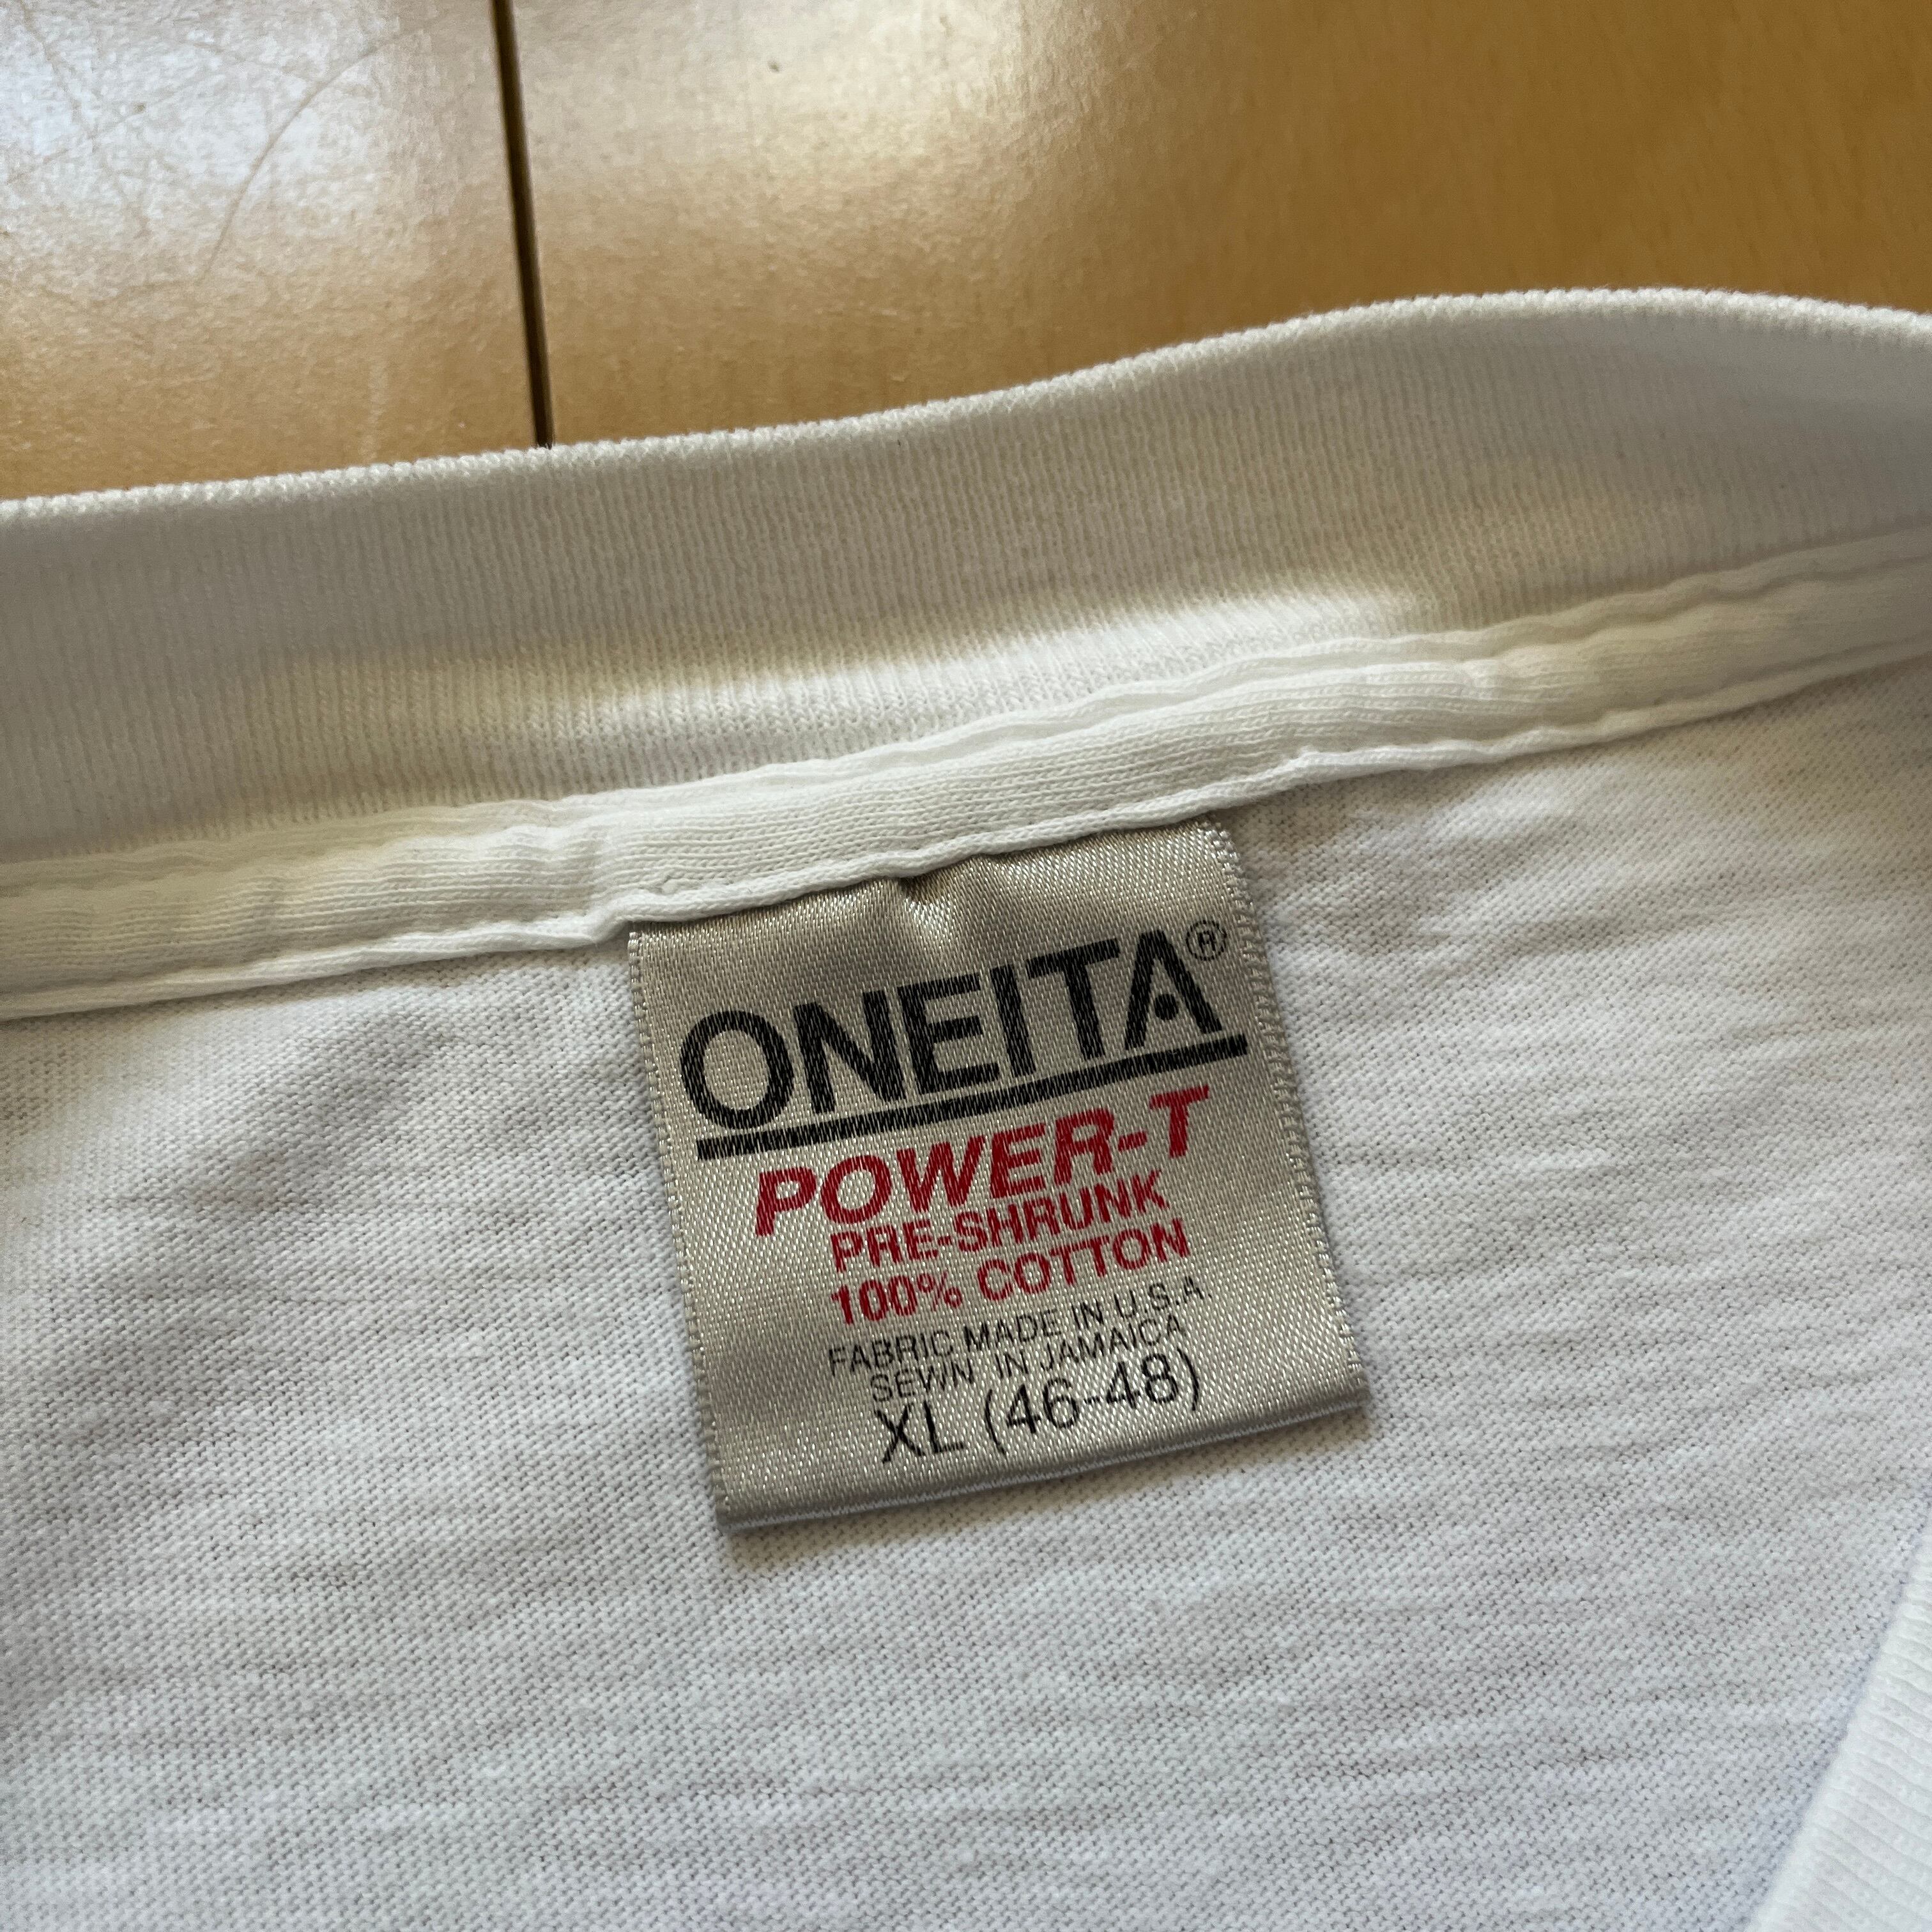 ONEITA®
POWER-T
PRE-SHRUNK
100% COTTON
FABRIC MADE IN U.S.A.
SEWN IN JAMAICA
XL (46-48)